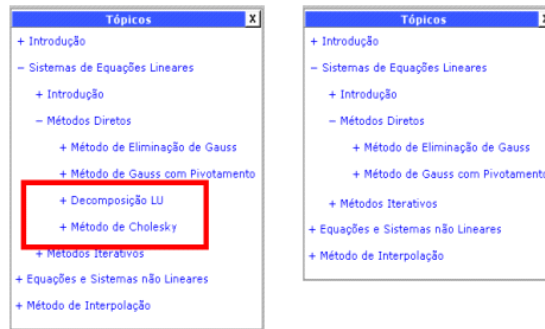 Tópicos X
+ Introdução
− Sistemas de Equações Lineares
+ Introdução
− Métodos Diretos
+ Método de Eliminação de Gauss
+ Método de Gauss com Pivotamento
+ Decomposição LU
+ Método de Cholesky
+ Métodos Iterativos
+ Equações e Sistemas não Lineares
+ Método de Interpolação
Tópicos X
+ Introdução
− Sistemas de Equações Lineares
+ Introdução
− Métodos Diretos
+ Método de Eliminação de Gauss
+ Método de Gauss com Pivotamento
+ Métodos Iterativos
+ Equações e Sistemas não Lineares
+ Método de Interpolação